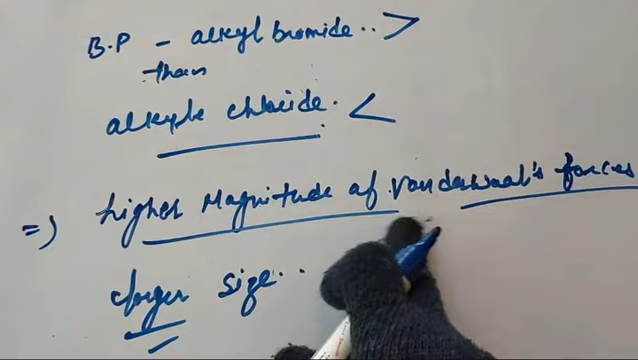 B.P - alkyl bromide.. >
than
alkyle chloride. <
=> higher Magnitude of Vanderwaal's forces
larger size..